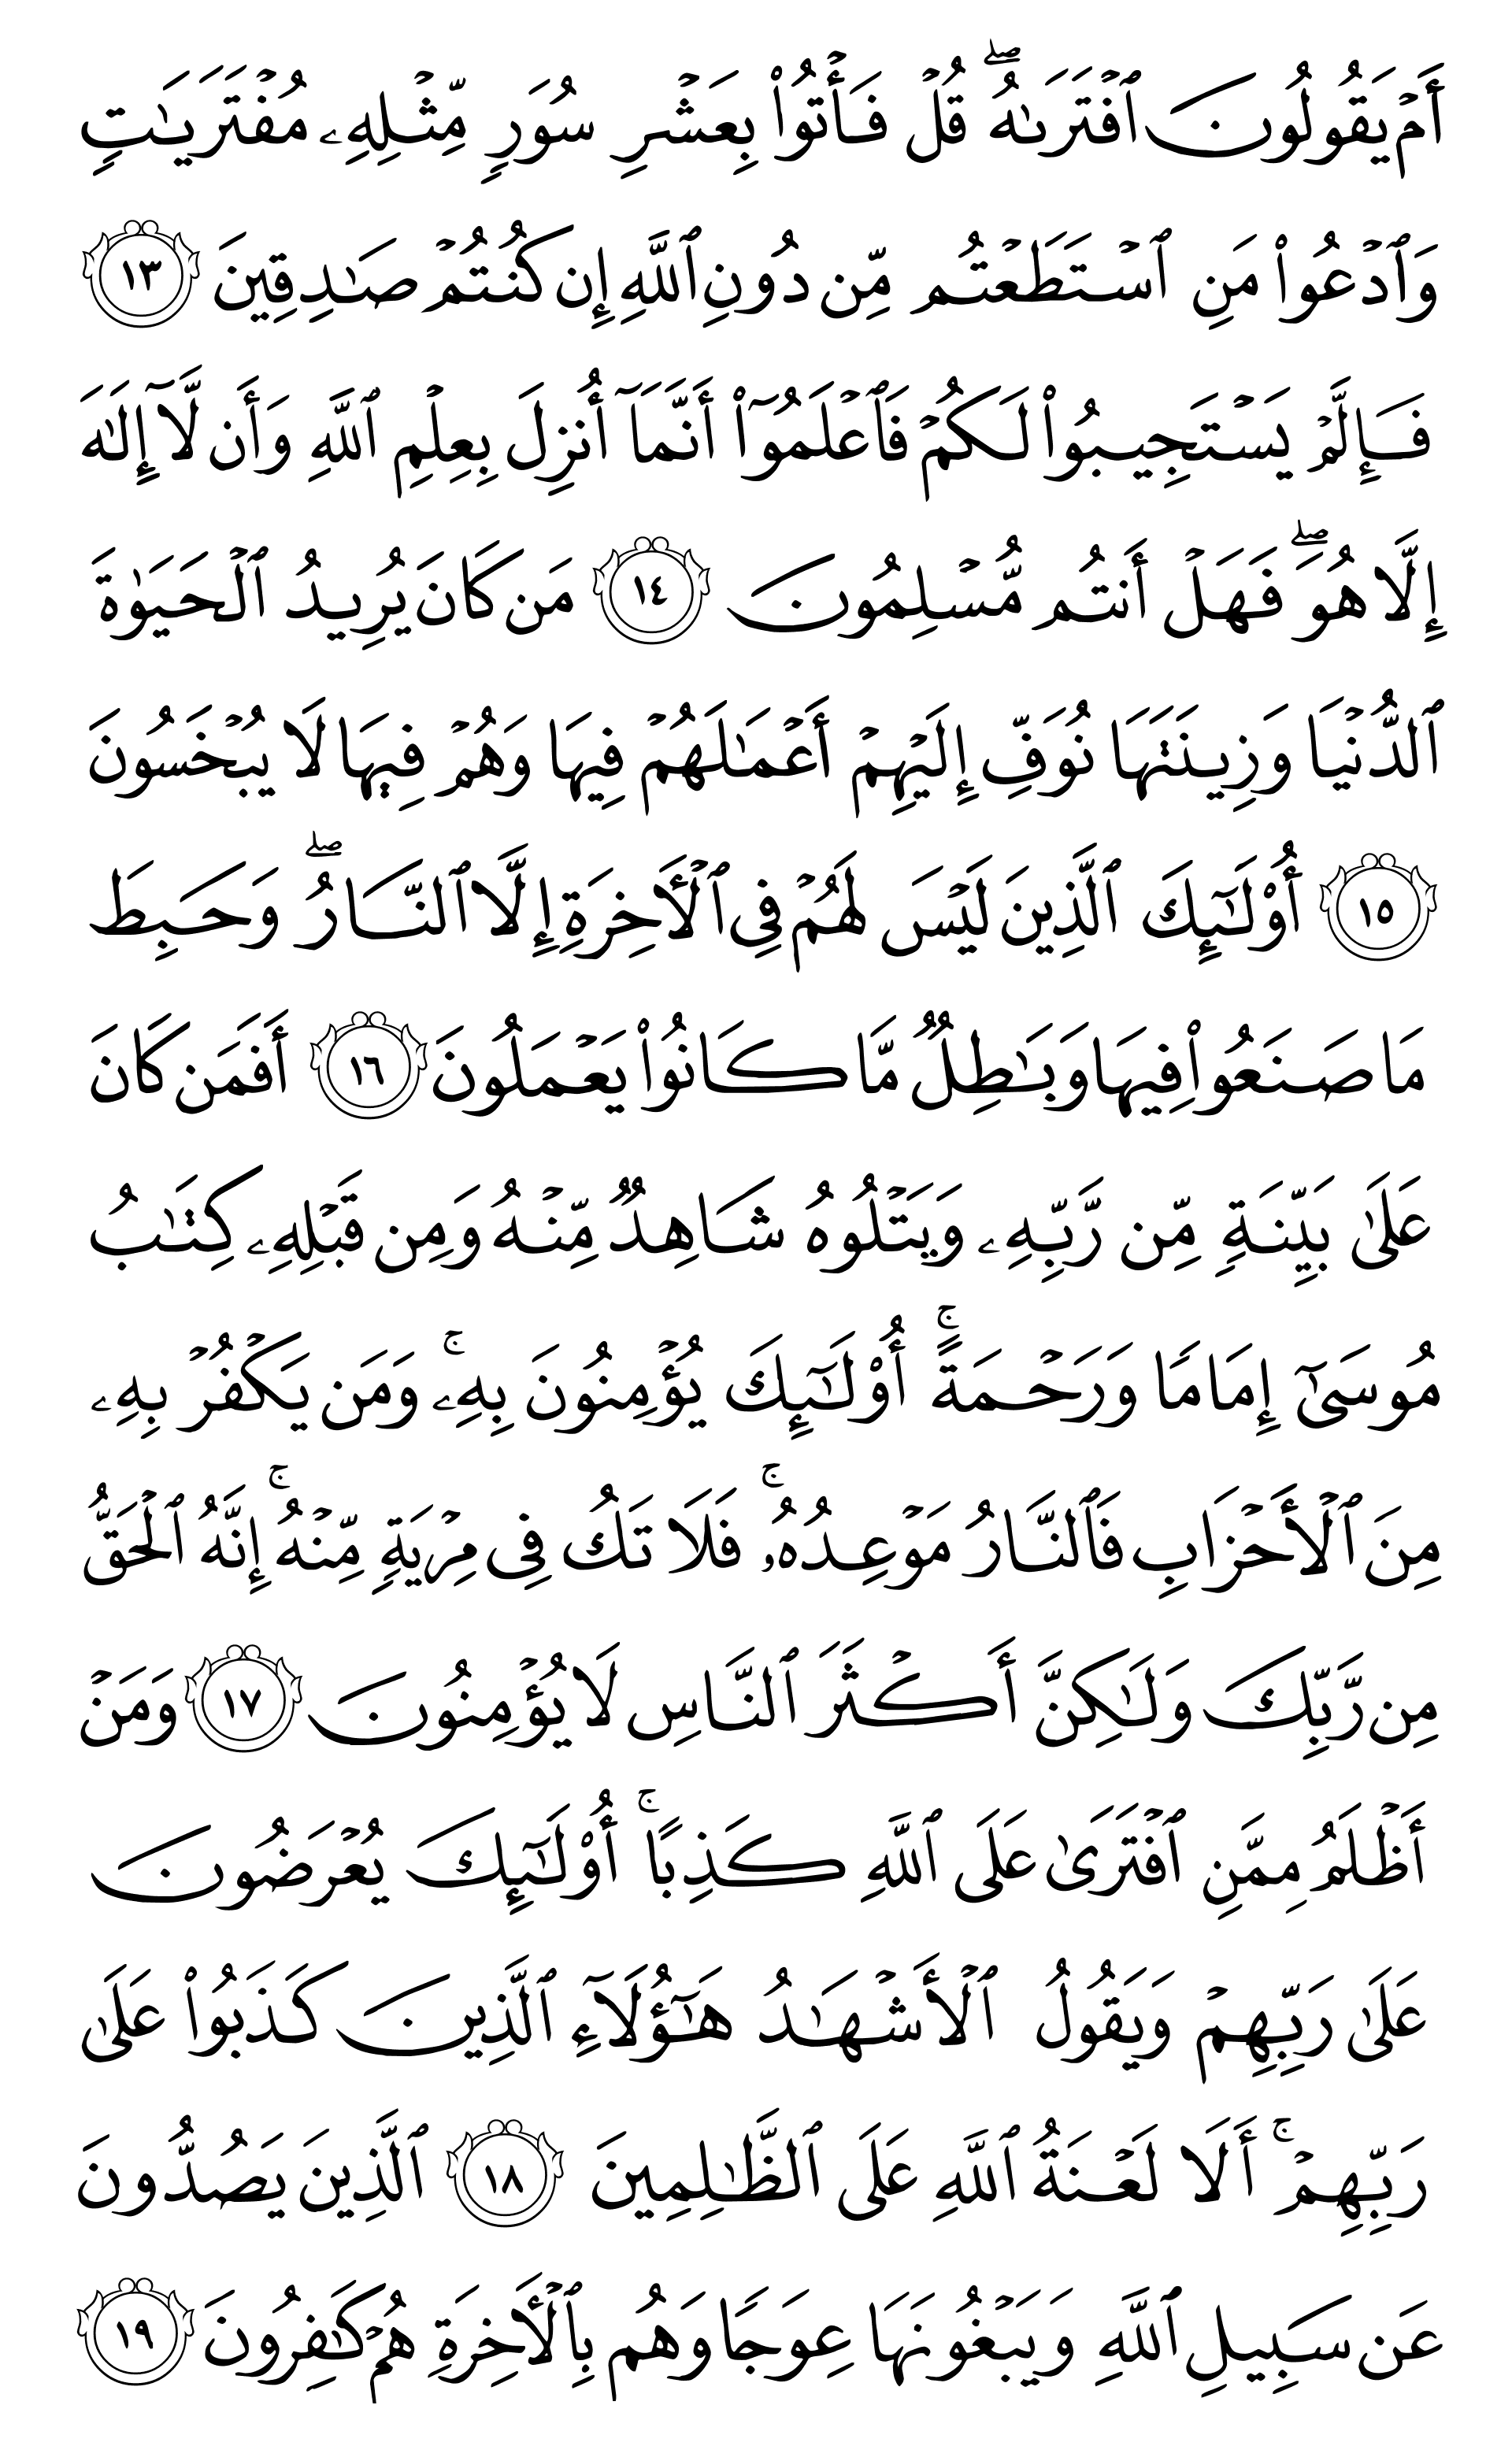 أَمۡ يَقُولُونَ ٱفۡتَرَىٰهُۖ قُلۡ فَأۡتُواْ بِعَشۡرِ سُوَرٖ مِّثۡلِهِۦ مُفۡتَرَيَٰتٖ
وَٱدۡعُواْ مَنِ ٱسۡتَطَعۡتُم مِّن دُونِ ٱللَّهِ إِن كُنتُمۡ صَٰدِقِينَ ١٣
فَإِلَّمۡ يَسۡتَجِيبُواْ لَكُمۡ فَٱعۡلَمُوٓاْ أَنَّمَآ أُنزِلَ بِعِلۡمِ ٱللَّهِ وَأَن لَّآ إِلَٰهَ
إِلَّا هُوَۖ فَهَلۡ أَنتُم مُّسۡلِمُونَ ١٤ مَن كَانَ يُرِيدُ ٱلۡحَيَوٰةَ
ٱلدُّنۡيَا وَزِينَتَهَا نُوَفِّ إِلَيۡهِمۡ أَعۡمَٰلَهُمۡ فِيهَا وَهُمۡ فِيهَا لَا يُبۡخَسُونَ
١٥ أُوْلَٰٓئِكَ ٱلَّذِينَ لَيۡسَ لَهُمۡ فِي ٱلۡأٓخِرَةِ إِلَّا ٱلنَّارُۖ وَحَبِطَ
مَا صَنَعُواْ فِيهَا وَبَٰطِلٞ مَّا كَانُواْ يَعۡمَلُونَ ١٦ أَفَمَن كَانَ
عَلَىٰ بَيِّنَةٖ مِّن رَّبِّهِۦ وَيَتۡلُوهُ شَاهِدٞ مِّنۡهُ وَمِن قَبۡلِهِۦ كِتَٰبُ
مُوسَىٰٓ إِمَامٗا وَرَحۡمَةًۚ أُوْلَٰٓئِكَ يُؤۡمِنُونَ بِهِۦۚ وَمَن يَكۡفُرۡ بِهِۦ
مِنَ ٱلۡأَحۡزَابِ فَٱلنَّارُ مَوۡعِدُهُۥۚ فَلَا تَكُ فِي مِرۡيَةٖ مِّنۡهُۚ إِنَّهُ ٱلۡحَقُّ
مِن رَّبِّكَ وَلَٰكِنَّ أَكۡثَرَ ٱلنَّاسِ لَا يُؤۡمِنُونَ ١٧ وَمَنۡ
أَظۡلَمُ مِمَّنِ ٱفۡتَرَىٰ عَلَى ٱللَّهِ كَذِبًاۚ أُوْلَٰٓئِكَ يُعۡرَضُونَ
عَلَىٰ رَبِّهِمۡ وَيَقُولُ ٱلۡأَشۡهَٰدُ هَٰٓؤُلَآءِ ٱلَّذِينَ كَذَبُواْ عَلَىٰ
رَبِّهِمۡۚ أَلَا لَعۡنَةُ ٱللَّهِ عَلَى ٱلظَّٰلِمِينَ ١٨ ٱلَّذِينَ يَصُدُّونَ
عَن سَبِيلِ ٱللَّهِ وَيَبۡغُونَهَا عِوَجٗا وَهُم بِٱلۡأٓخِرَةِ هُمۡ كَٰفِرُونَ ١٩